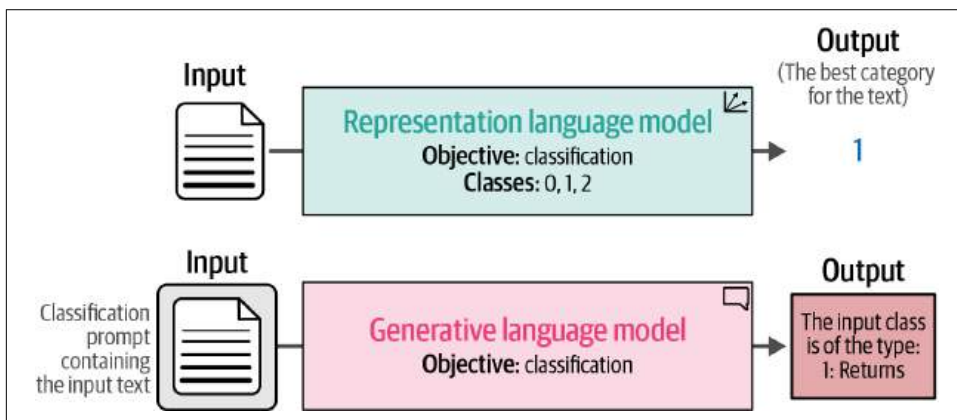 Input
Representation language model
Objective: classification
Classes: 0, 1, 2
Output
(The best category
for the text)
1
Input
Classification
prompt
containing
the input text
Generative language model
Objective: classification
Output
The input class
is of the type:
1: Returns